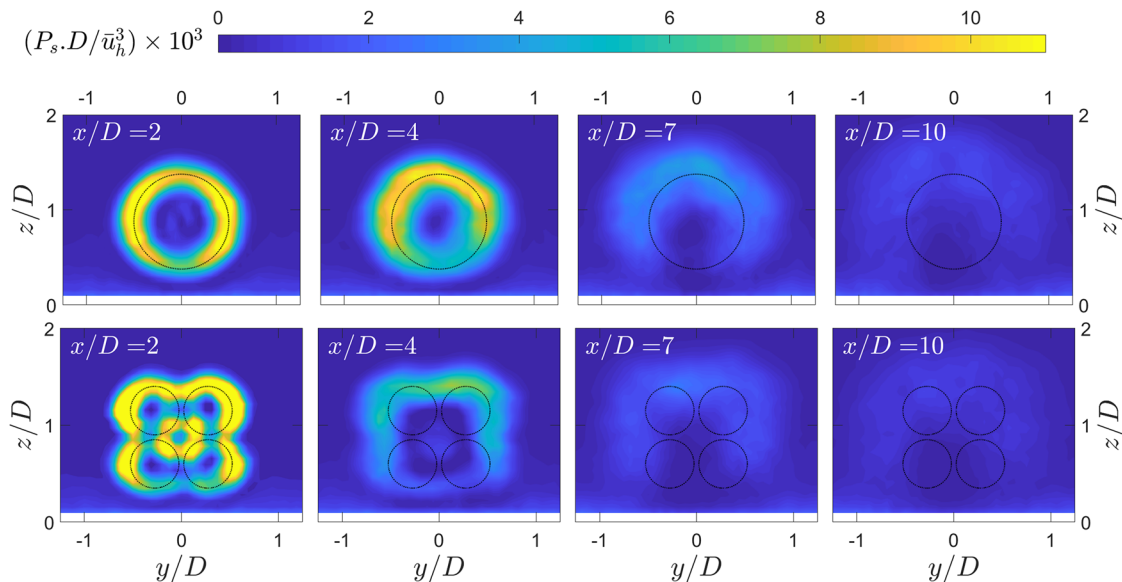 0 2 4 6 8 10
(P_s.D/ū_h^3) × 10^3
-1 0 1 -1 0 1 -1 0 1 -1 0 1
2 x/D =2 x/D =4 x/D =7 x/D =10 2
z/D 1 1 z/D
0 0
2 x/D =2 x/D =4 x/D =7 x/D =10 2
z/D 1 1 z/D
0 0
-1 0 1 -1 0 1 -1 0 1 -1 0 1
y/D y/D y/D y/D